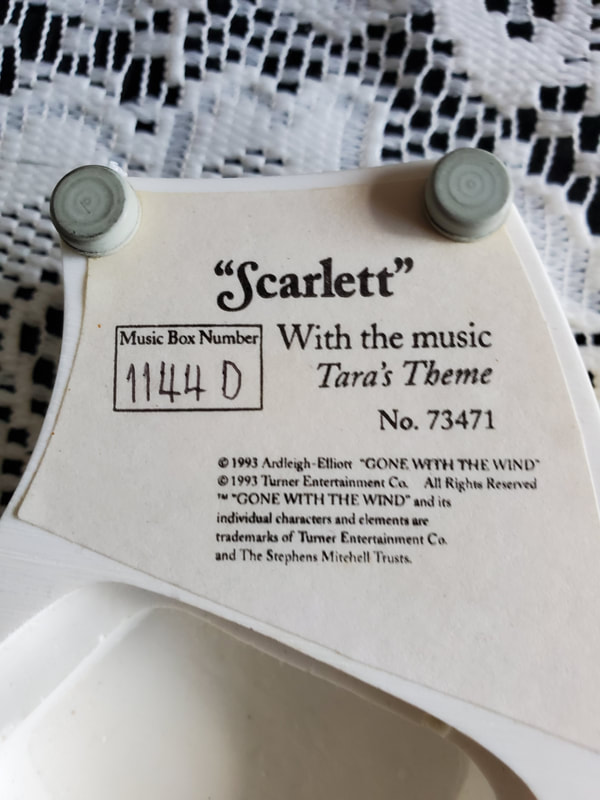 "Scarlett"
Music Box Number
1144 D
With the music
Tara's Theme
No. 73471
© 1993 Ardleigh-Elliott "GONE WITH THE WIND"
© 1993 Turner Entertainment Co. All Rights Reserved
™ "GONE WITH THE WIND" and its
individual characters and elements are
trademarks of Turner Entertainment Co.
and The Stephens Mitchell Trusts.